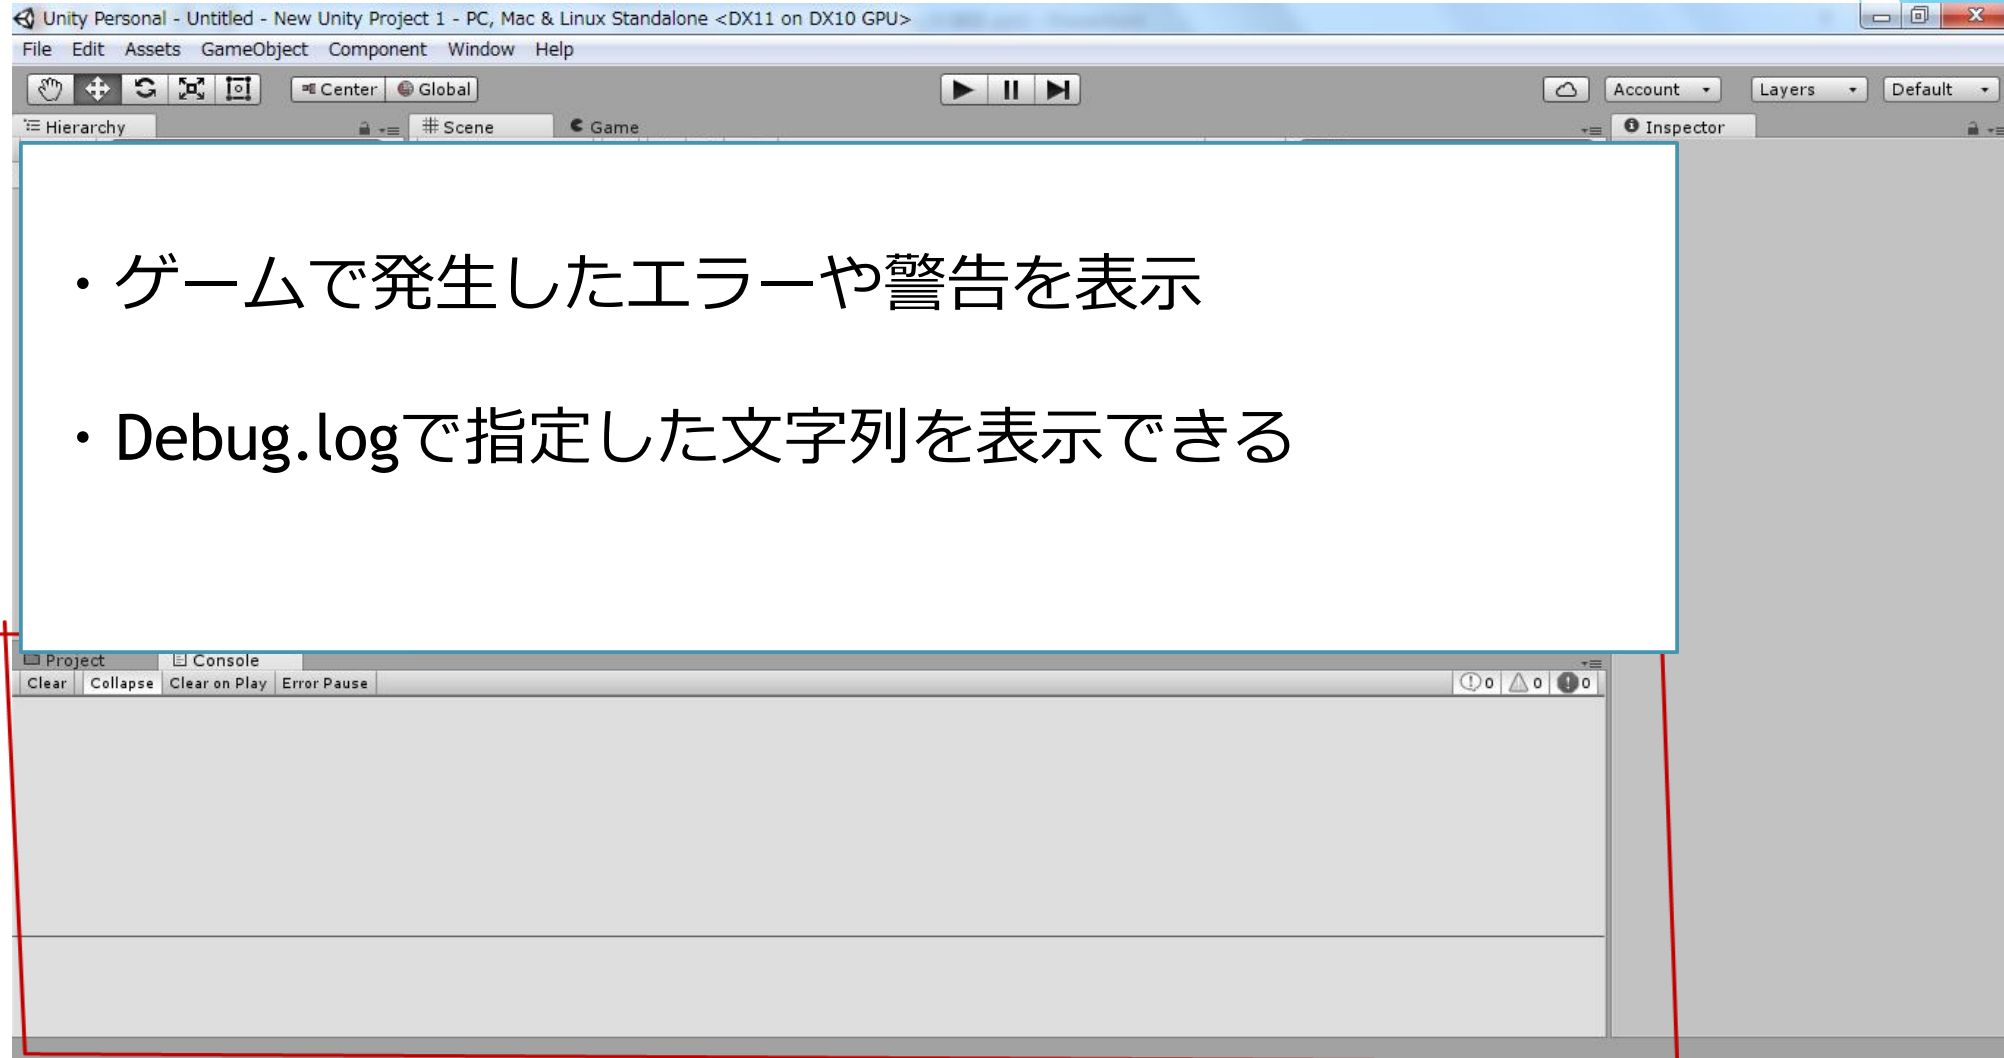 Unity Personal - Untitled - New Unity Project 1 - PC, Mac & Linux Standalone <DX11 on DX10 GPU>
File Edit Assets GameObject Component Window Help
Center Global Account Layers Default
Hierarchy Scene Game Inspector
・ゲームで発生したエラーや警告を表示
・Debug.logで指定した文字列を表示できる
Project Console
Clear Collapse Clear on Play Error Pause 0 0 0